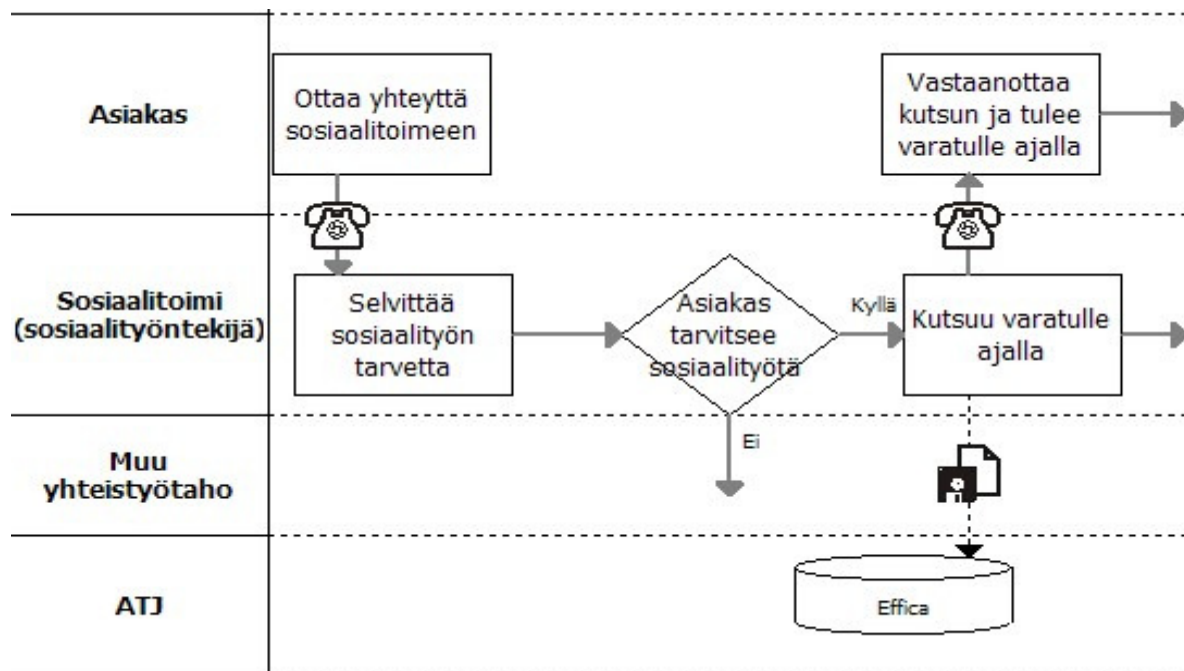 Asiakas
Ottaa yhteyttä
sosiaalitoimeen
Vastaanottaa
kutsun ja tulee
varatulle ajalla
Sosiaalitoimi
(sosiaalityöntekijä)
Selvittää
sosiaalityön
tarvetta
Asiakas
tarvitsee
sosiaalityötä
Kyllä
Kutsuu varatulle
ajalla
Ei
Muu
yhteistyötaho
ATJ
Effica